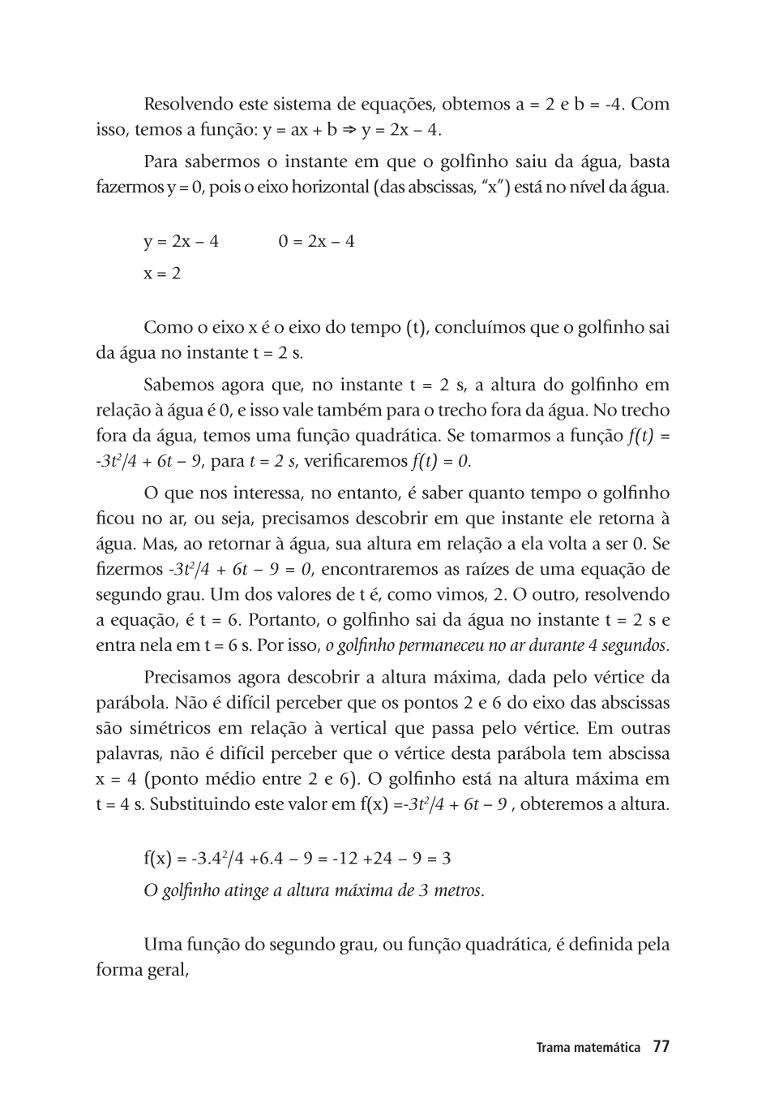 Resolvendo este sistema de equações, obtemos a = 2 e b = -4. Com
isso, temos a função: y = ax + b ⇒ y = 2x – 4.
Para sabermos o instante em que o golfinho saiu da água, basta
fazermos y = 0, pois o eixo horizontal (das abscissas, “x”) está no nível da água.
y = 2x – 4 0 = 2x – 4
x = 2
Como o eixo x é o eixo do tempo (t), concluímos que o golfinho sai
da água no instante t = 2 s.
Sabemos agora que, no instante t = 2 s, a altura do golfinho em
relação à água é 0, e isso vale também para o trecho fora da água. No trecho
fora da água, temos uma função quadrática. Se tomarmos a função f(t) =
-3t²/4 + 6t – 9, para t = 2 s, verificaremos f(t) = 0.
O que nos interessa, no entanto, é saber quanto tempo o golfinho
ficou no ar, ou seja, precisamos descobrir em que instante ele retorna à
água. Mas, ao retornar à água, sua altura em relação a ela volta a ser 0. Se
fizermos -3t²/4 + 6t – 9 = 0, encontraremos as raízes de uma equação de
segundo grau. Um dos valores de t é, como vimos, 2. O outro, resolvendo
a equação, é t = 6. Portanto, o golfinho sai da água no instante t = 2 s e
entra nela em t = 6 s. Por isso, o golfinho permaneceu no ar durante 4 segundos.
Precisamos agora descobrir a altura máxima, dada pelo vértice da
parábola. Não é difícil perceber que os pontos 2 e 6 do eixo das abscissas
são simétricos em relação à vertical que passa pelo vértice. Em outras
palavras, não é difícil perceber que o vértice desta parábola tem abscissa
x = 4 (ponto médio entre 2 e 6). O golfinho está na altura máxima em
t = 4 s. Substituindo este valor em f(x) =-3t²/4 + 6t – 9 , obteremos a altura.
f(x) = -3.4²/4 +6.4 – 9 = -12 +24 – 9 = 3
O golfinho atinge a altura máxima de 3 metros.
Uma função do segundo grau, ou função quadrática, é definida pela
forma geral,
Trama matemática 77